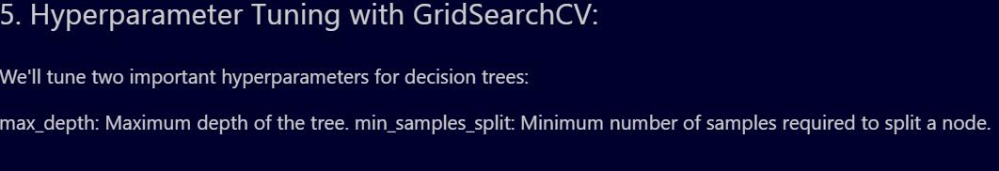 5. Hyperparameter Tuning with GridSearchCV:
We'll tune two important hyperparameters for decision trees:
max_depth: Maximum depth of the tree. min_samples_split: Minimum number of samples required to split a node.